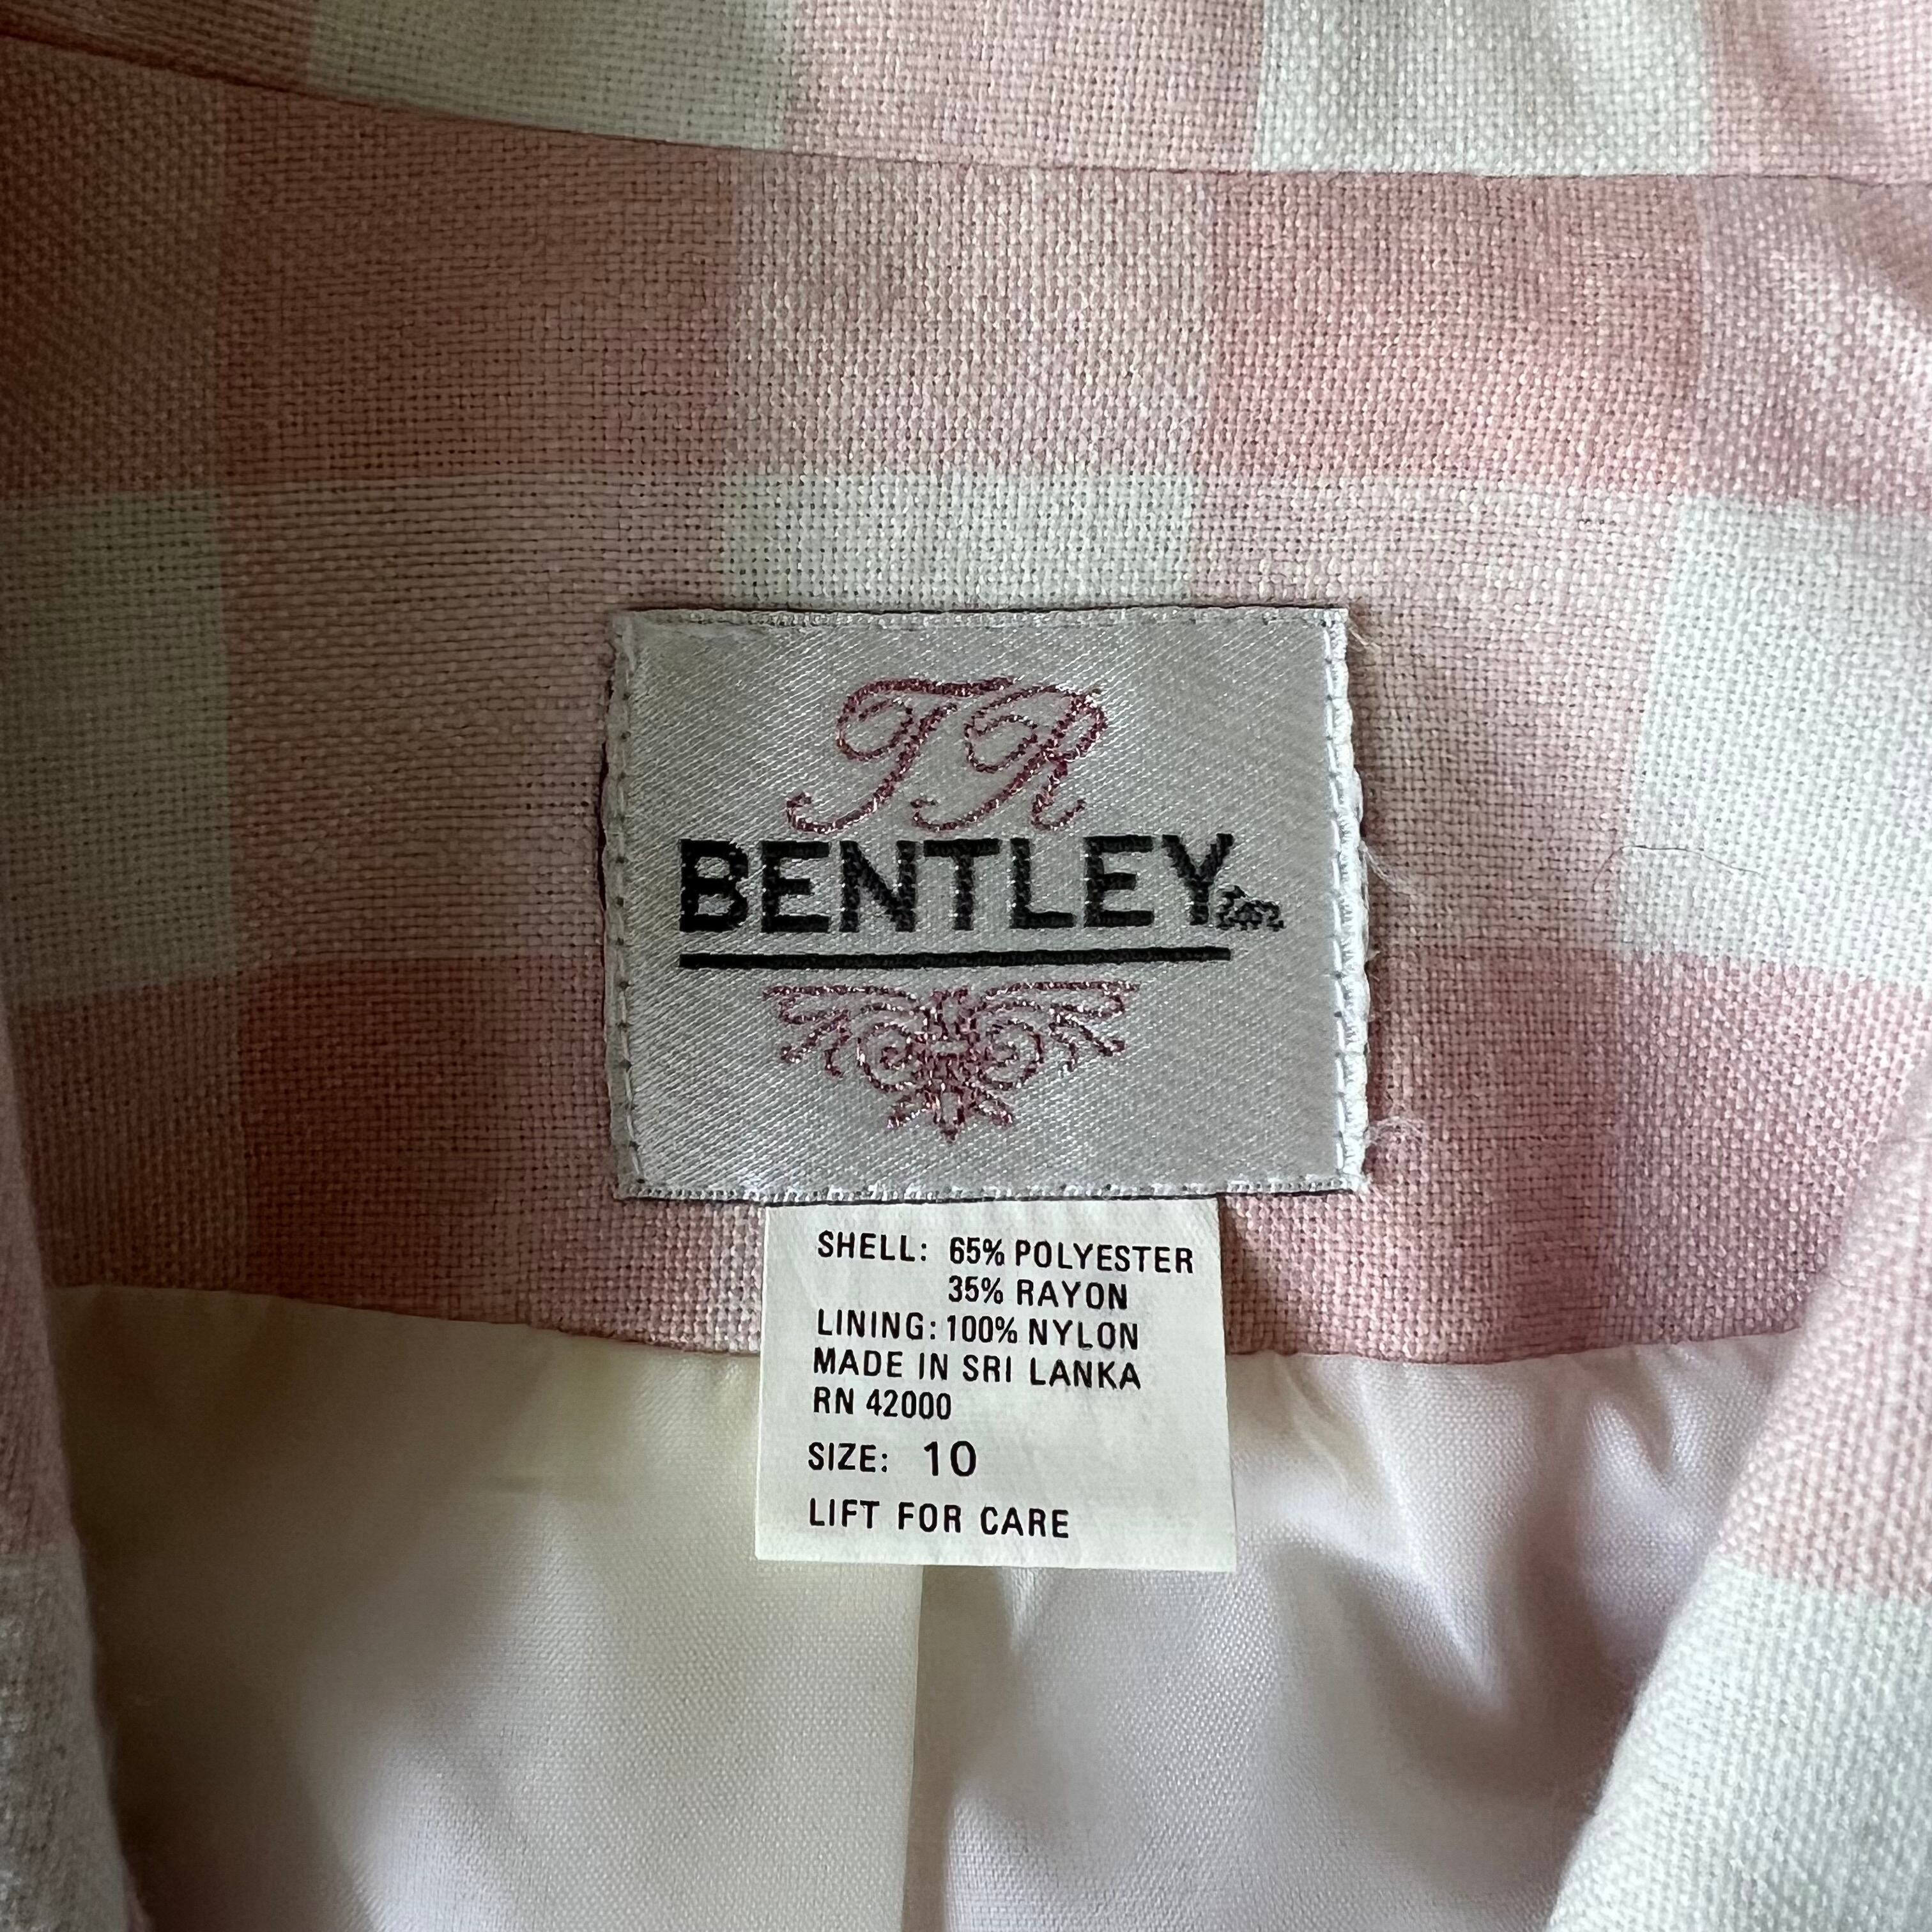 TR
BENTLEY
SHELL: 65% POLYESTER
35% RAYON
LINING: 100% NYLON
MADE IN SRI LANKA
RN 42000
SIZE: 10
LIFT FOR CARE